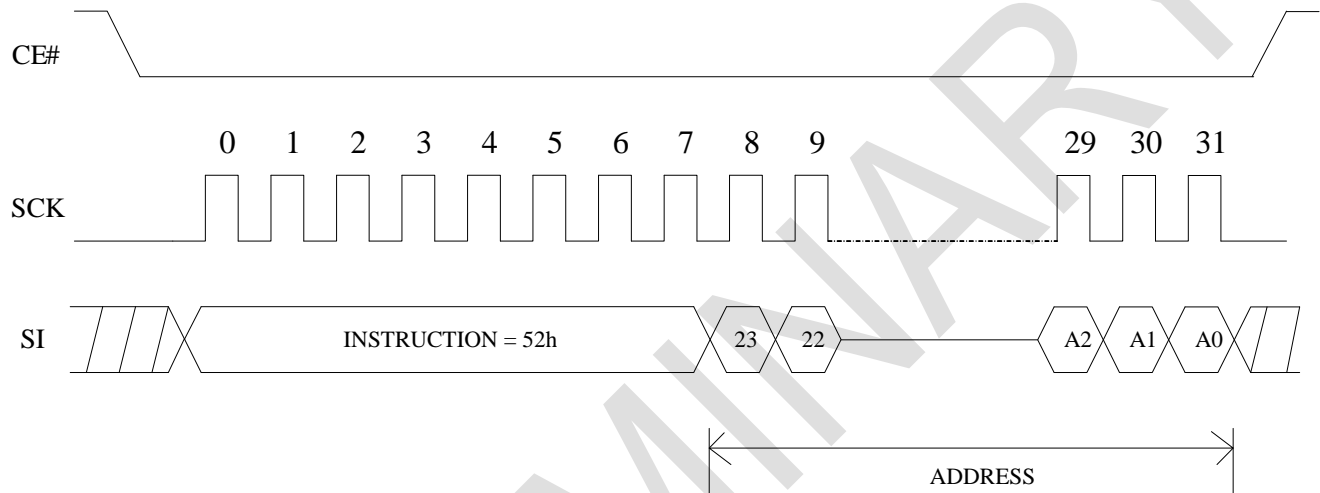 CE#
0 1 2 3 4 5 6 7 8 9 29 30 31
SCK
SI INSTRUCTION = 52h 23 22 A2 A1 A0
ADDRESS
MINARY